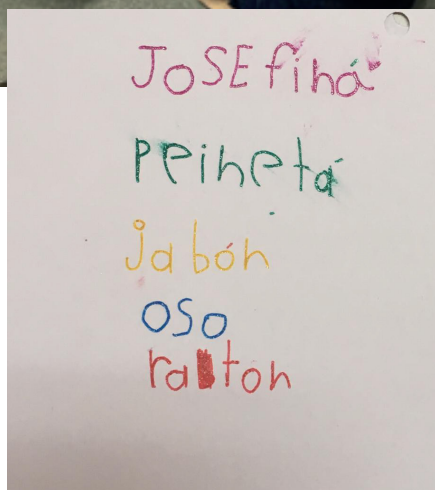 JOSEfiná
PEinetá
jabón
oso
raton